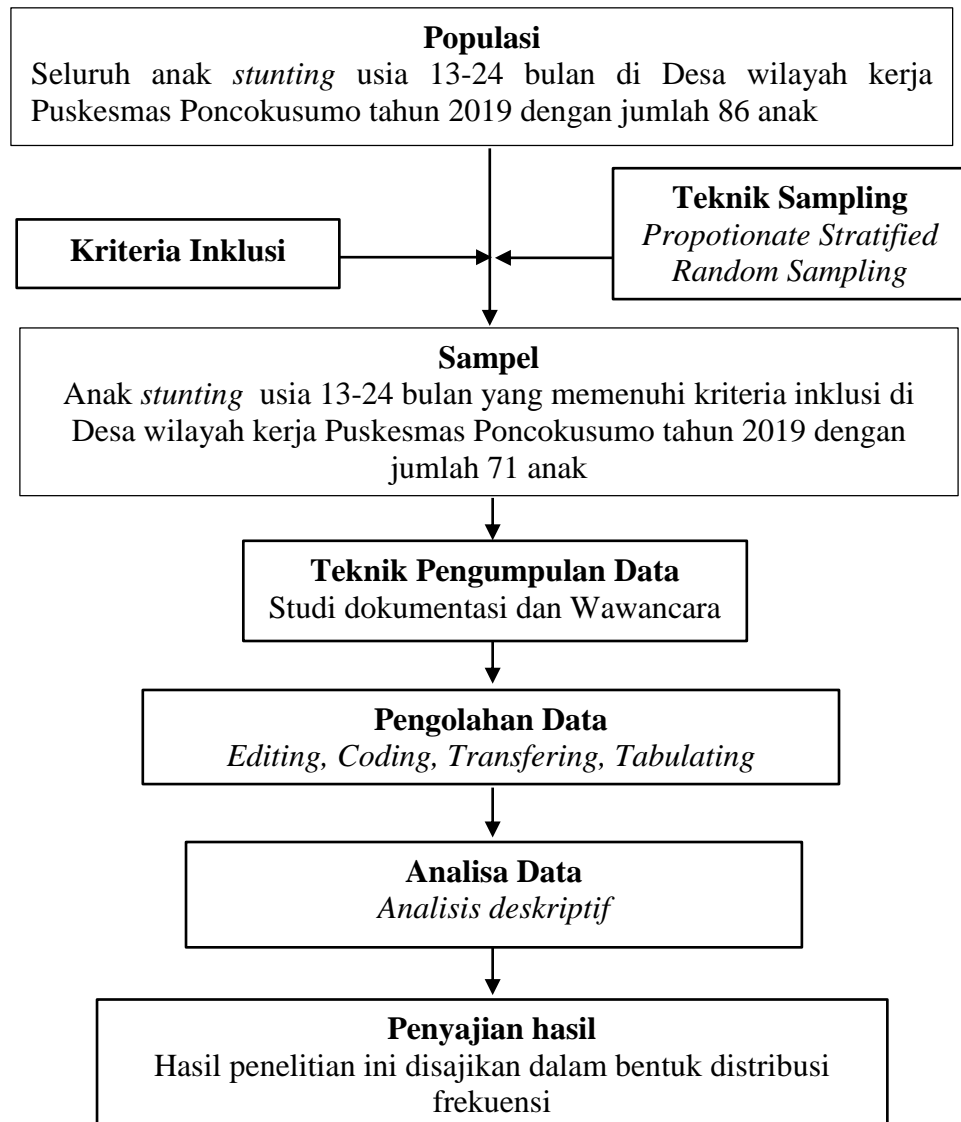 Populasi
Seluruh anak stunting usia 13-24 bulan di Desa wilayah kerja
Puskesmas Poncokusumo tahun 2019 dengan jumlah 86 anak
Teknik Sampling
Propotionate Stratified
Random Sampling
Kriteria Inklusi
Sampel
Anak stunting usia 13-24 bulan yang memenuhi kriteria inklusi di
Desa wilayah kerja Puskesmas Poncokusumo tahun 2019 dengan
jumlah 71 anak
Teknik Pengumpulan Data
Studi dokumentasi dan Wawancara
Pengolahan Data
Editing, Coding, Transfering, Tabulating
Analisa Data
Analisis deskriptif
Penyajian hasil
Hasil penelitian ini disajikan dalam bentuk distribusi
frekuensi